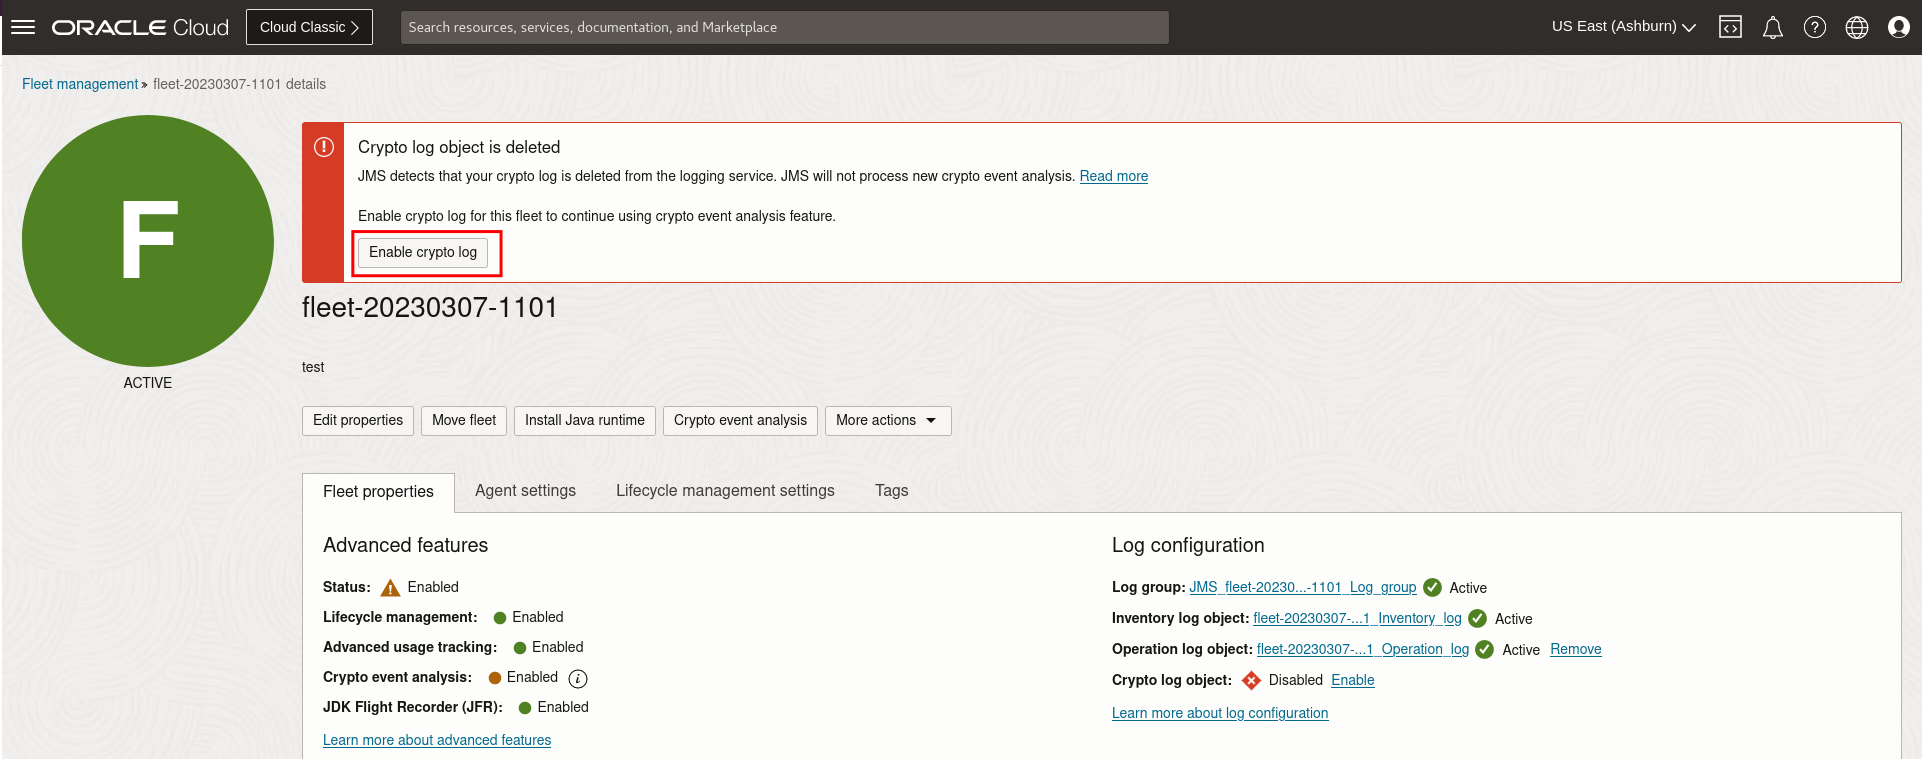 ORACLE Cloud
Cloud Classic
Search resources, services, documentation, and Marketplace
US East (Ashburn)
Fleet management » fleet-20230307-1101 details
F
ACTIVE
Crypto log object is deleted
JMS detects that your crypto log is deleted from the logging service. JMS will not process new crypto event analysis. Read more
Enable crypto log for this fleet to continue using crypto event analysis feature.
Enable crypto log
fleet-20230307-1101
test
Edit properties
Move fleet
Install Java runtime
Crypto event analysis
More actions
Fleet properties
Agent settings
Lifecycle management settings
Tags
Advanced features
Status: Enabled
Lifecycle management: Enabled
Advanced usage tracking: Enabled
Crypto event analysis: Enabled i
JDK Flight Recorder (JFR): Enabled
Learn more about advanced features
Log configuration
Log group: JMS_fleet-20230...-1101_Log_group Active
Inventory log object: fleet-20230307-...1_Inventory_log Active
Operation log object: fleet-20230307-...1_Operation_log Active Remove
Crypto log object: Disabled Enable
Learn more about log configuration